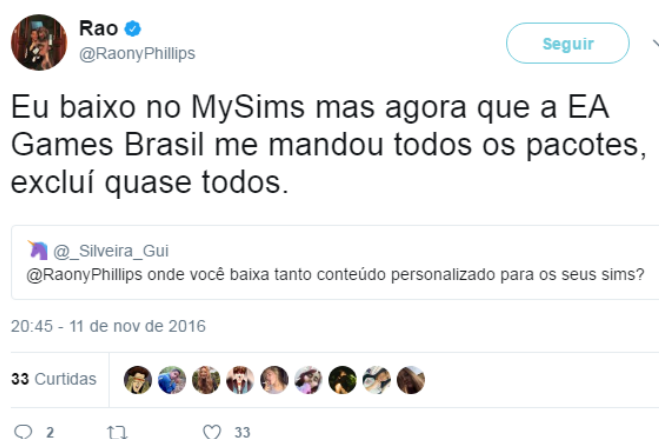 Rao
@RaonyPhillips
Seguir
Eu baixo no MySims mas agora que a EA
Games Brasil me mandou todos os pacotes,
excluí quase todos.
@_Silveira_Gui
@RaonyPhillips onde você baixa tanto conteúdo personalizado para os seus sims?
20:45 - 11 de nov de 2016
33 Curtidas
2
33